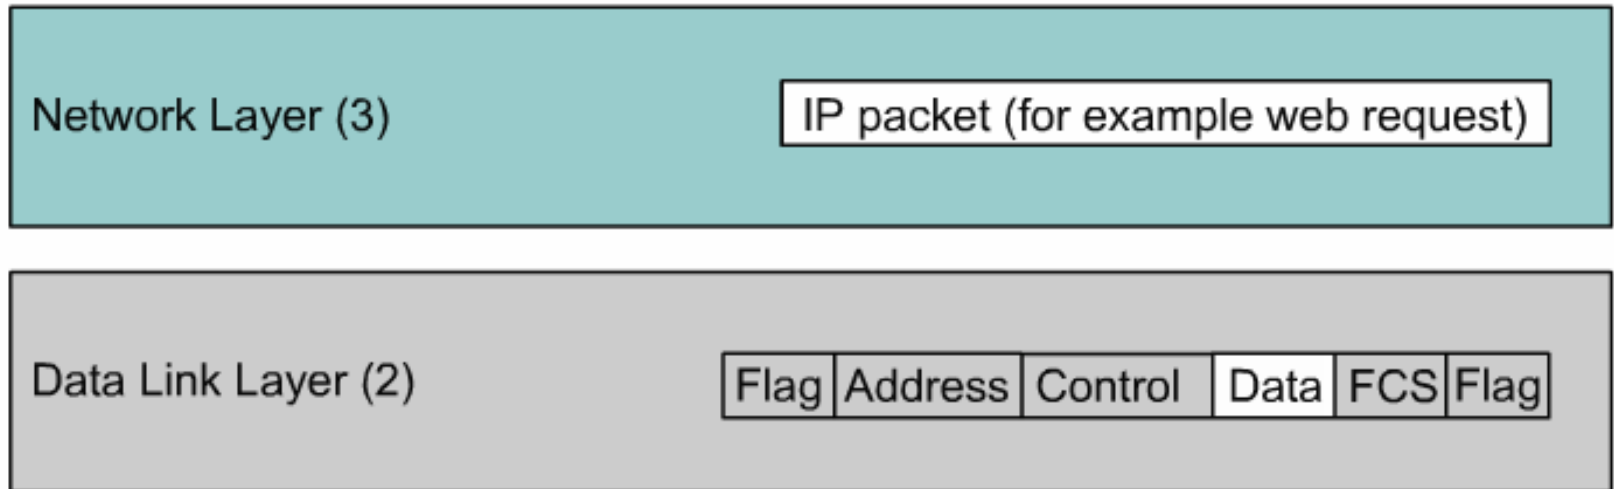 Network Layer (3)
IP packet (for example web request)
Data Link Layer (2)
Flag Address Control Data FCS Flag